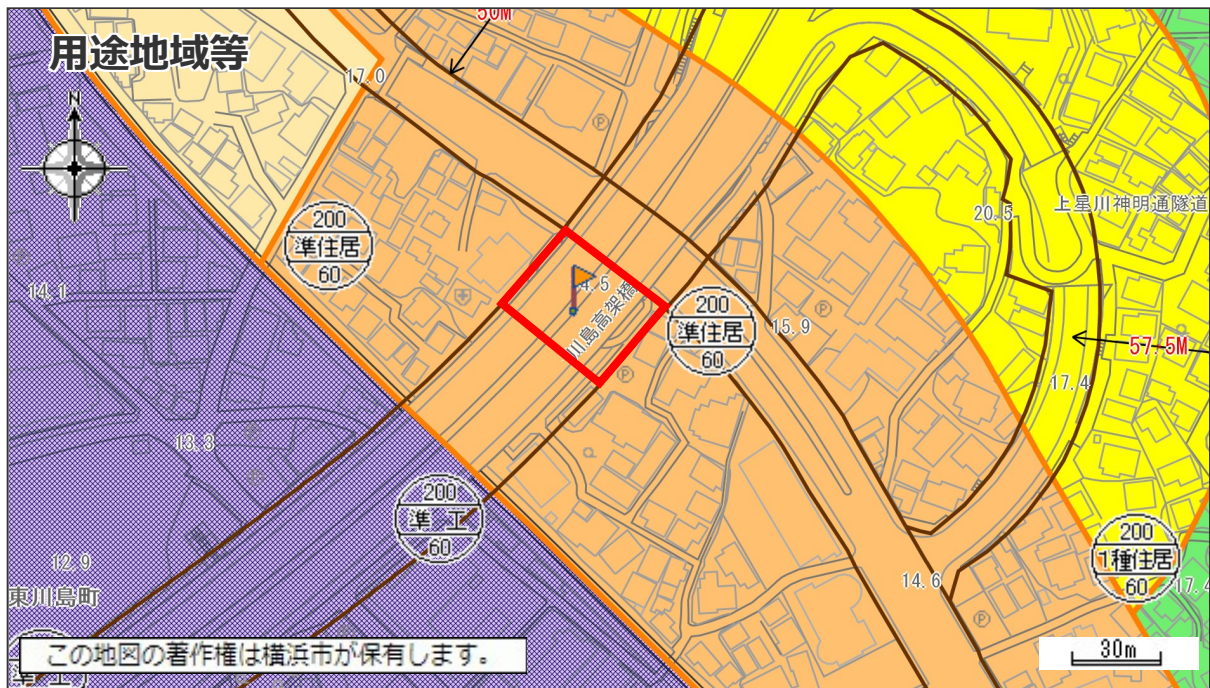 50M
用途地域等
17.0
N
200
準住居
60
上星川神明通隧道
20.5
14.1
4.5
川島高架橋
200
準住居
60
15.9
57.5M
17.4
13.3
200
準工
60
200
1種住居
60
12.9
14.6
17.4
東川島町
この地図の著作権は横浜市が保有します。
30m
準工